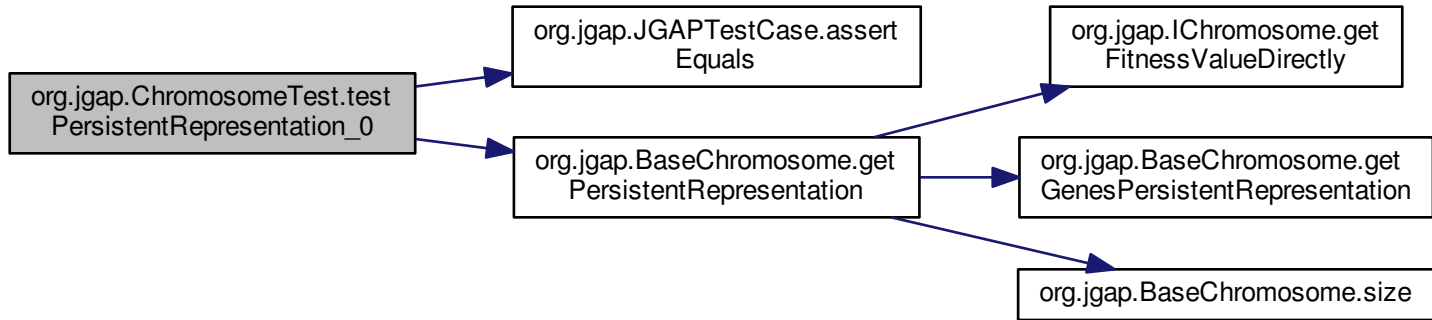 org.jgap.ChromosomeTest.test
PersistentRepresentation_0
org.jgap.JGAPTestCase.assert
Equals
org.jgap.BaseChromosome.get
PersistentRepresentation
org.jgap.IChromosome.get
FitnessValueDirectly
org.jgap.BaseChromosome.get
GenesPersistentRepresentation
org.jgap.BaseChromosome.size